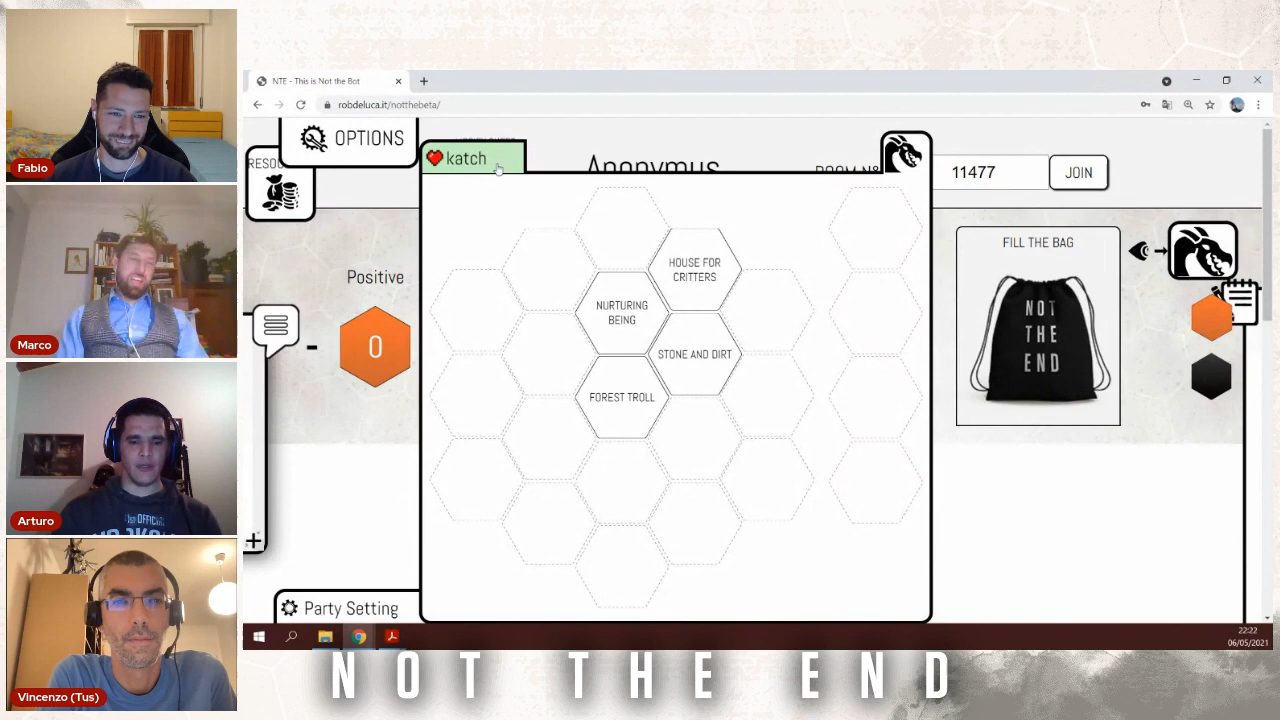 Fabio
Marco
Arturo
Vincenzo (Tus)
NTE - This is Not the Bot
robdeluca.it/notthebeta/
OPTIONS
katch
Anonymus
11477
JOIN
Positive
-
0
HOUSE FOR
CRITTERS
NURTURING
BEING
STONE AND DIRT
FOREST TROLL
FILL THE BAG
NOT
THE
END
+
Party Setting
22:22
06/05/2021
NOT THE END